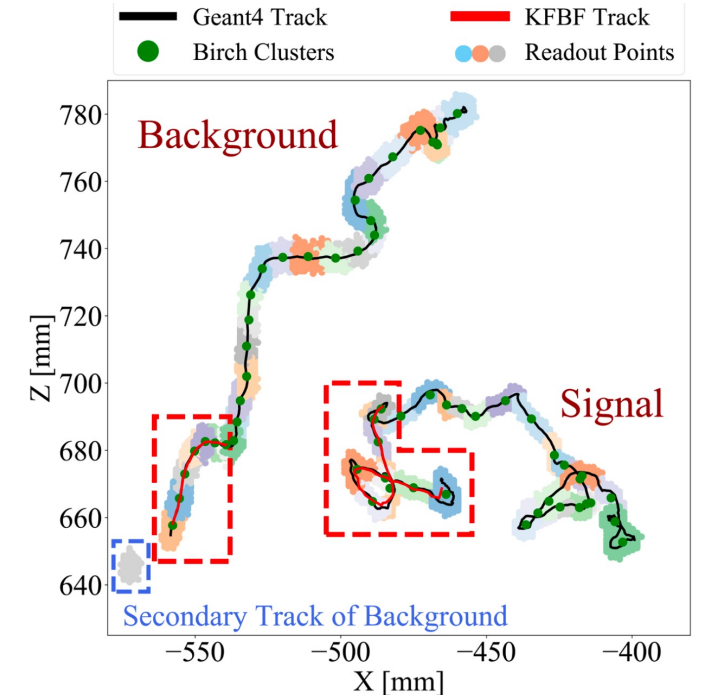 Geant4 Track
KFBF Track
Birch Clusters
Readout Points
780
Background
760
740
720
Z [mm]
700
Signal
680
660
640
Secondary Track of Background
−550
−500
−450
−400
X [mm]